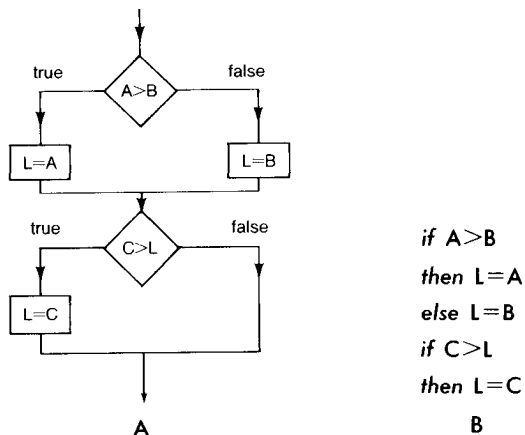 true
false
A>B
L=A
L=B
true
false
C>L
L=C
A
if A>B
then L=A
else L=B
if C>L
then L=C
B